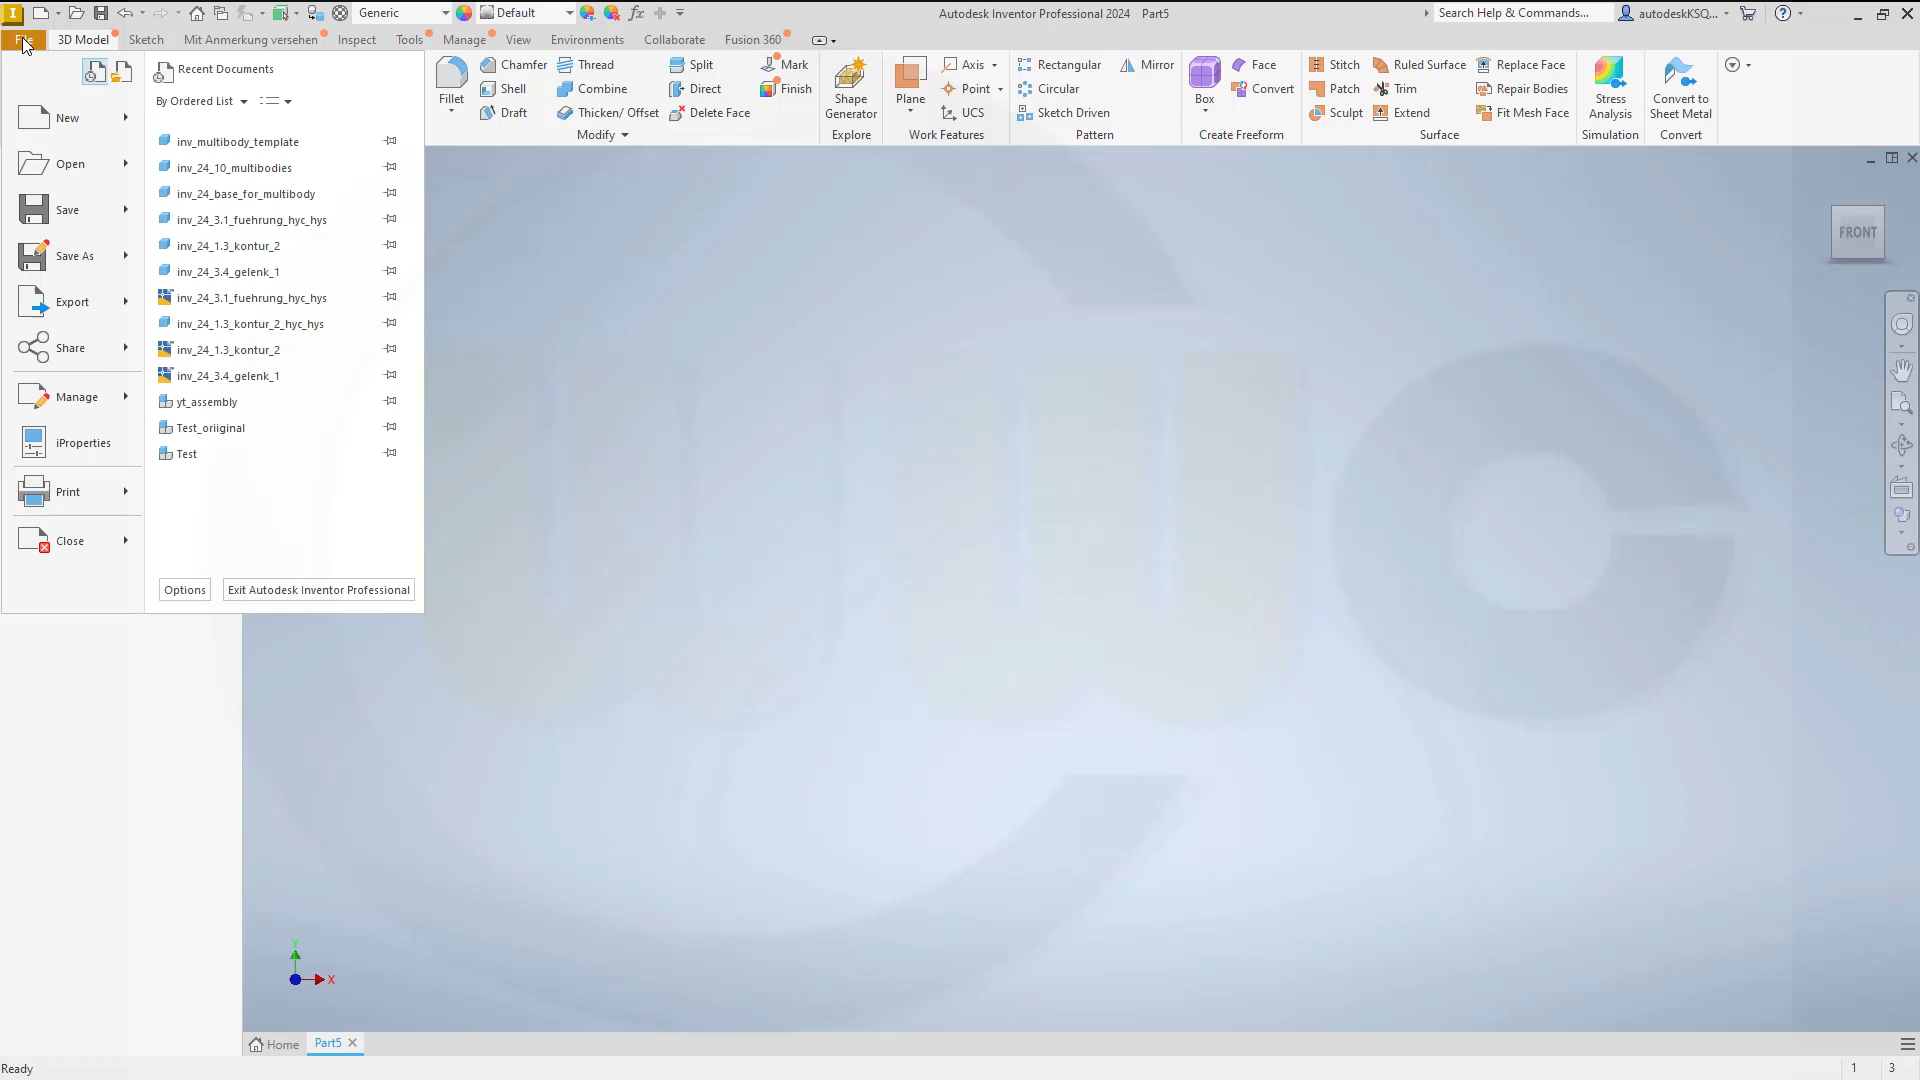 Generic
Default
fx
Autodesk Inventor Professional 2024 Part5
Search Help & Commands...
autodeskKSQ...
File
3D Model
Sketch
Mit Anmerkung versehen
Inspect
Tools
Manage
View
Environments
Collaborate
Fusion 360
Fillet
Chamfer
Shell
Draft
Thread
Combine
Thicken/ Offset
Split
Direct
Delete Face
Mark
Finish
Modify
Shape
Generator
Explore
Plane
Axis
Point
UCS
Work Features
Rectangular
Circular
Sketch Driven
Mirror
Pattern
Box
Face
Convert
Create Freeform
Stitch
Patch
Sculpt
Ruled Surface
Trim
Extend
Replace Face
Repair Bodies
Fit Mesh Face
Surface
Stress
Analysis
Simulation
Convert to
Sheet Metal
Convert
New
Open
Save
Save As
Export
Share
Manage
iProperties
Print
Close
Recent Documents
By Ordered List
inv_multibody_template
inv_24_10_multibodies
inv_24_base_for_multibody
inv_24_3.1_fuehrung_hyc_hys
inv_24_1.3_kontur_2
inv_24_3.4_gelenk_1
inv_24_3.1_fuehrung_hyc_hys
inv_24_1.3_kontur_2_hyc_hys
inv_24_1.3_kontur_2
inv_24_3.4_gelenk_1
yt_assembly
Test_oriiginal
Test
Options
Exit Autodesk Inventor Professional
FRONT
Y
X
Home
Part5
Ready
1
3